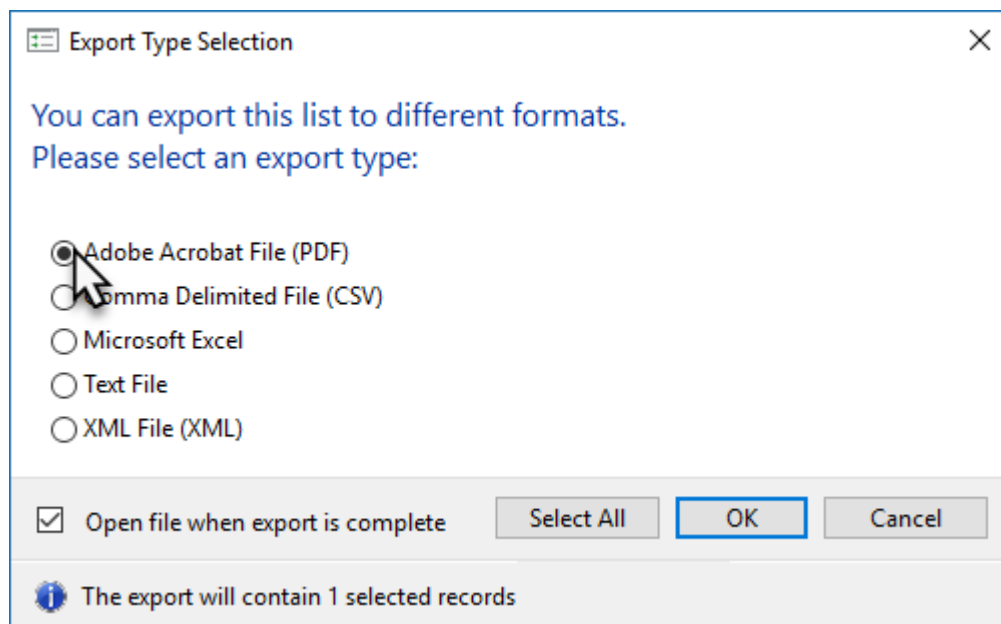 Export Type Selection
You can export this list to different formats.
Please select an export type:
Adobe Acrobat File (PDF)
Comma Delimited File (CSV)
Microsoft Excel
Text File
XML File (XML)
Open file when export is complete
Select All
OK
Cancel
The export will contain 1 selected records